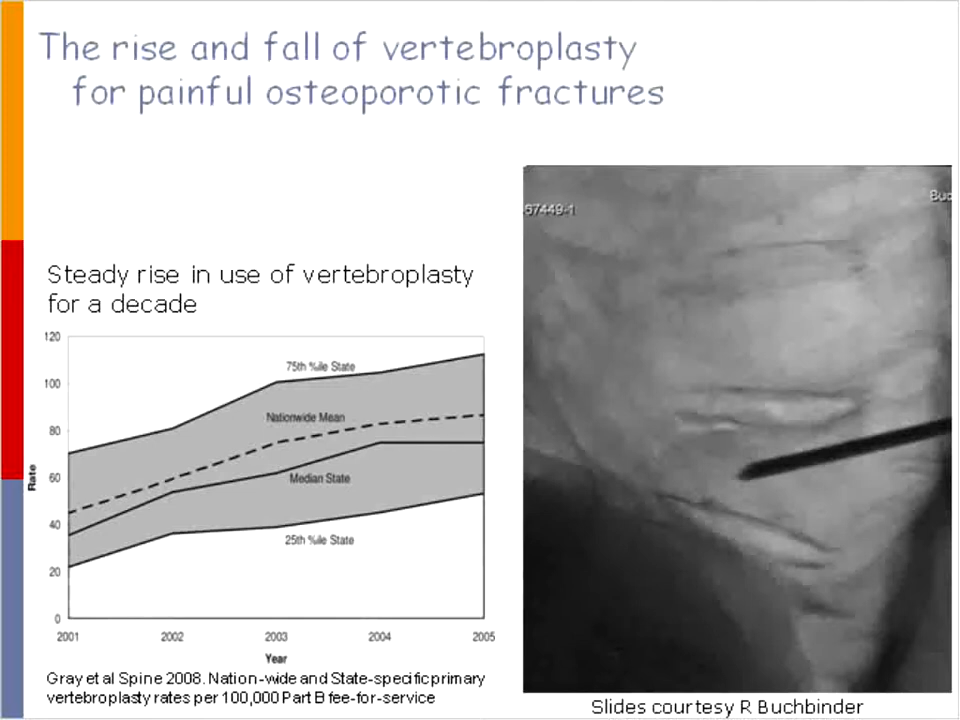 The rise and fall of vertebroplasty
for painful osteoporotic fractures
67449-1
Buc
Steady rise in use of vertebroplasty
for a decade
120
100
80
60
40
20
0
Rate
75th %ile State
Nationwide Mean
Median State
25th %ile State
2001 2002 2003 2004 2005
Year
Gray et al Spine 2008. Nation-wide and State-specific primary
vertebroplasty rates per 100,000 Part B fee-for-service
Slides courtesy R Buchbinder